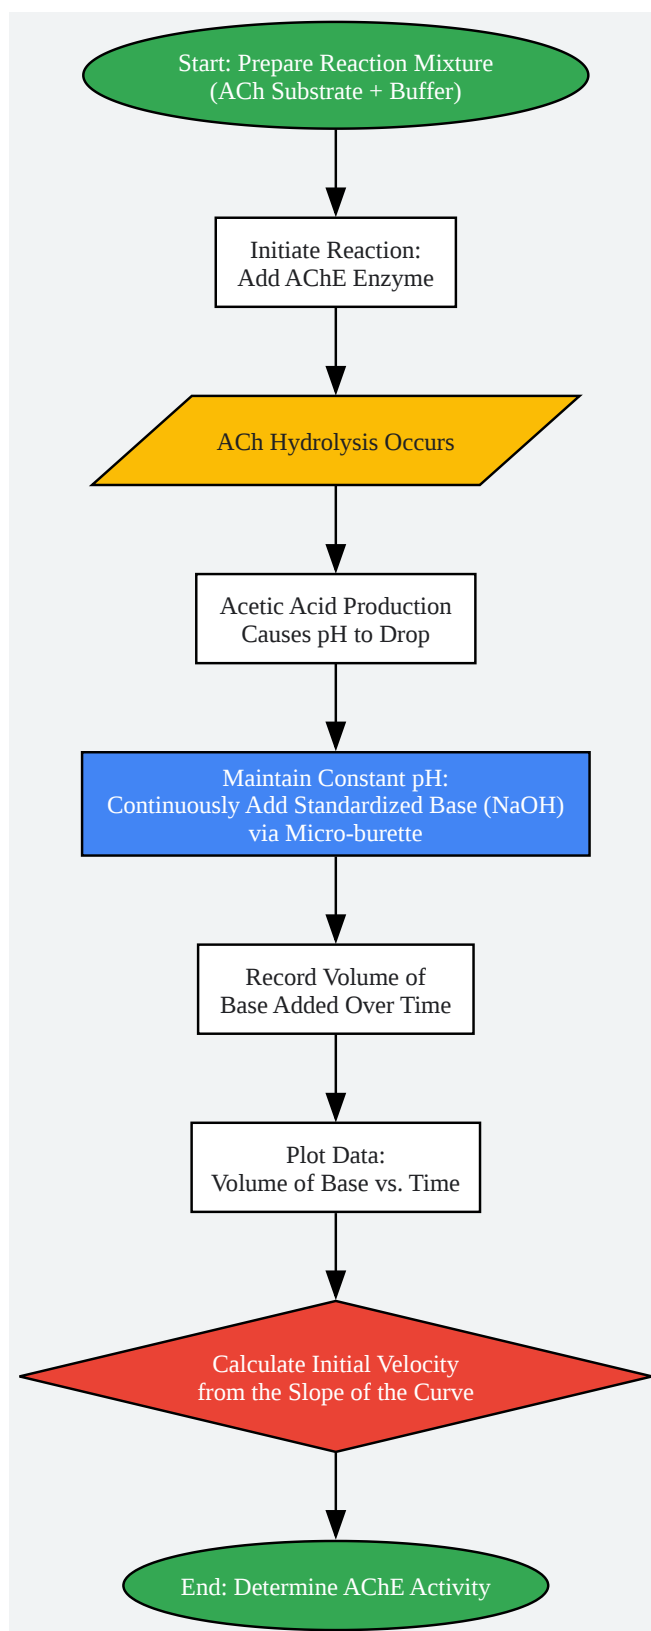 Start: Prepare Reaction Mixture
(ACh Substrate + Buffer)
Initiate Reaction:
Add AChE Enzyme
ACh Hydrolysis Occurs
Acetic Acid Production
Causes pH to Drop
Maintain Constant pH:
Continuously Add Standardized Base (NaOH)
via Micro-burette
Record Volume of
Base Added Over Time
Plot Data:
Volume of Base vs. Time
Calculate Initial Velocity
from the Slope of the Curve
End: Determine AChE Activity